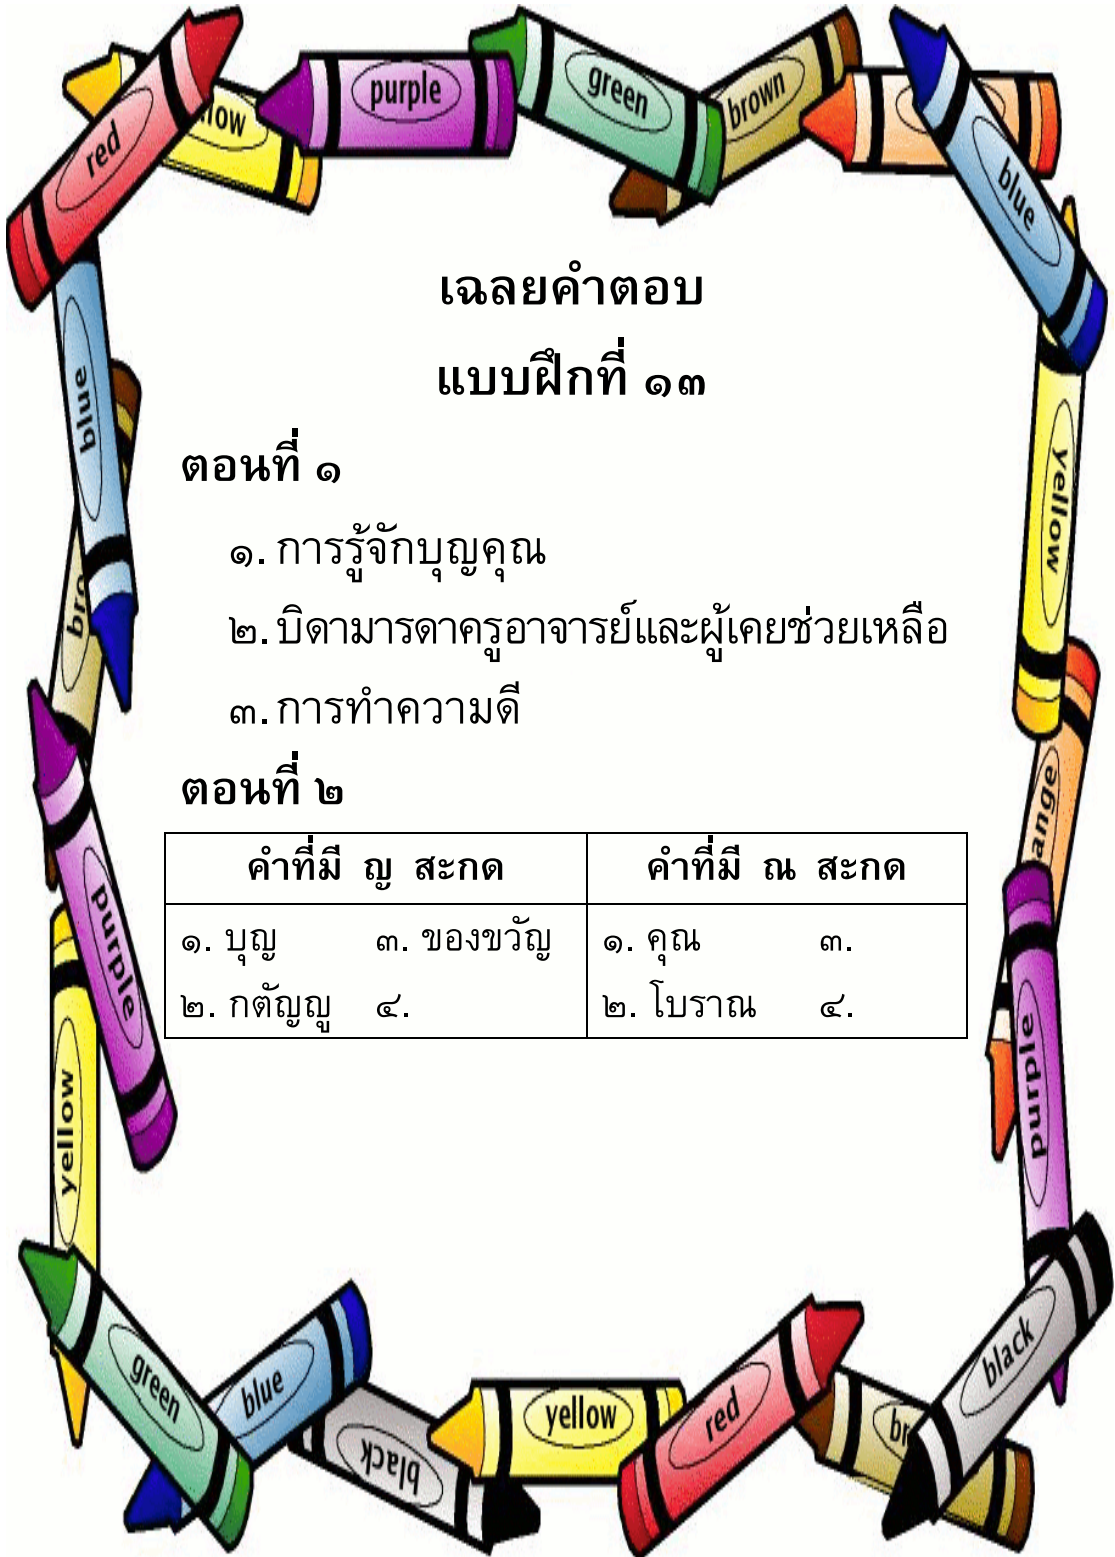 เฉลยคำตอบ
แบบฝึกที่ ๑๓
ตอนที่ ๑
๑. การรู้จักบุญคุณ
๒. บิดามารดาครูอาจารย์และผู้เคยช่วยเหลือ
๓. การทำความดี
ตอนที่ ๒
คำที่มี ญ สะกด คำที่มี ณ สะกด
๑. บุญ ๓. ของขวัญ ๑. คุณ ๓.
๒. กตัญญู ๔. ๒. โบราณ ๔.
red
purple
green
brown
blue
blue
yellow
purple
yellow
purple
green
blue
black
yellow
red
black